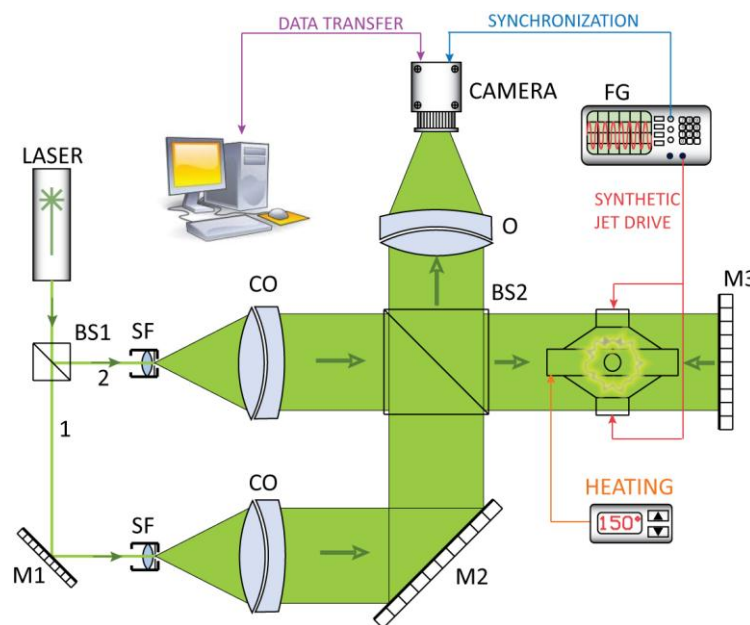 DATA TRANSFER
SYNCHRONIZATION
CAMERA
FG
LASER
SYNTHETIC
JET DRIVE
O
M3
CO
BS2
BS1
SF
2
1
CO
HEATING
SF
150°
M1
M2